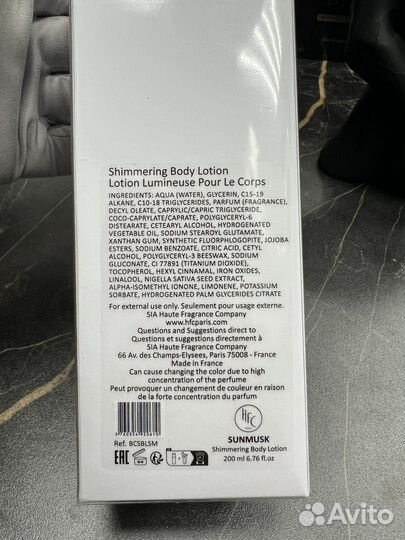 Shimmering Body Lotion
Lotion Lumineuse Pour Le Corps
INGREDIENTS: AQUA (WATER), GLYCERIN, C15-19
ALKANE, C10-18 TRIGLYCERIDES, PARFUM (FRAGRANCE),
DECYL OLEATE, CAPRYLIC/CAPRIC TRIGLYCERIDE,
COCO-CAPRYLATE/CAPRATE, POLYGLYCERYL-6
DISTEARATE, CETEARYL ALCOHOL, HYDROGENATED
VEGETABLE OIL, SODIUM STEAROYL GLUTAMATE,
XANTHAN GUM, SYNTHETIC FLUORPHLOGOPITE, JOJOBA
ESTERS, SODIUM BENZOATE, CITRIC ACID, CETYL
ALCOHOL, POLYGLYCERYL-3 BEESWAX, SODIUM
GLUCONATE, CI 77891 (TITANIUM DIOXIDE),
TOCOPHEROL, HEXYL CINNAMAL, IRON OXIDES,
LINALOOL, NIGELLA SATIVA SEED EXTRACT,
ALPHA-ISOMETHYL IONONE, LIMONENE, POTASSIUM
SORBATE, HYDROGENATED PALM GLYCERIDES CITRATE
For external use only. Seulement pour usage externe.
SIA Haute Fragrance Company
www.hfcparis.com
Questions and Suggestions direct to
Questions et suggestions directement à
SIA Haute Fragrance Company
66 Av. des Champs-Elysees, Paris 75008 - France
Made in France
Can cause changing the color due to the high
concentration of the perfume
Peut provoquer un changement de couleur en raison
de la forte concentration du parfum
Ref. BCSBLSM
EAC
HFC
SUNMUSK
Shimmering Body Lotion
200 ml 6.76 fl.oz
Avito